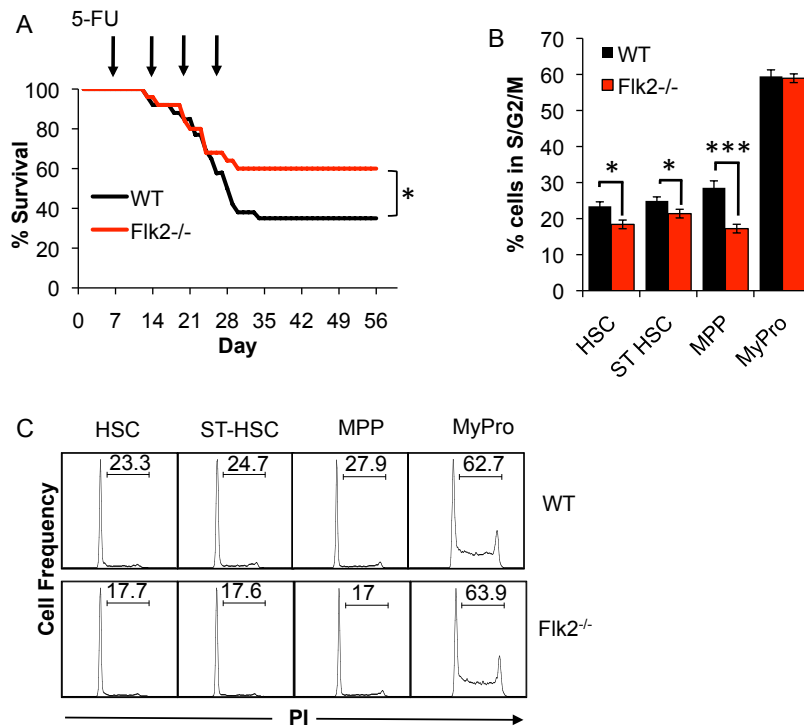 A
5-FU
% Survival
100
80
60
40
20
0
WT
Flk2-/-
*
0 7 14 21 28 35 42 49 56
Day
B
% cells in S/G2/M
70
60
50
40
30
20
10
0
WT
Flk2-/-
* * ***
HSC ST HSC MPP MyPro
C
HSC ST-HSC MPP MyPro
Cell Frequency
23.3 24.7 27.9 62.7
WT
17.7 17.6 17 63.9
Flk2-/-
PI